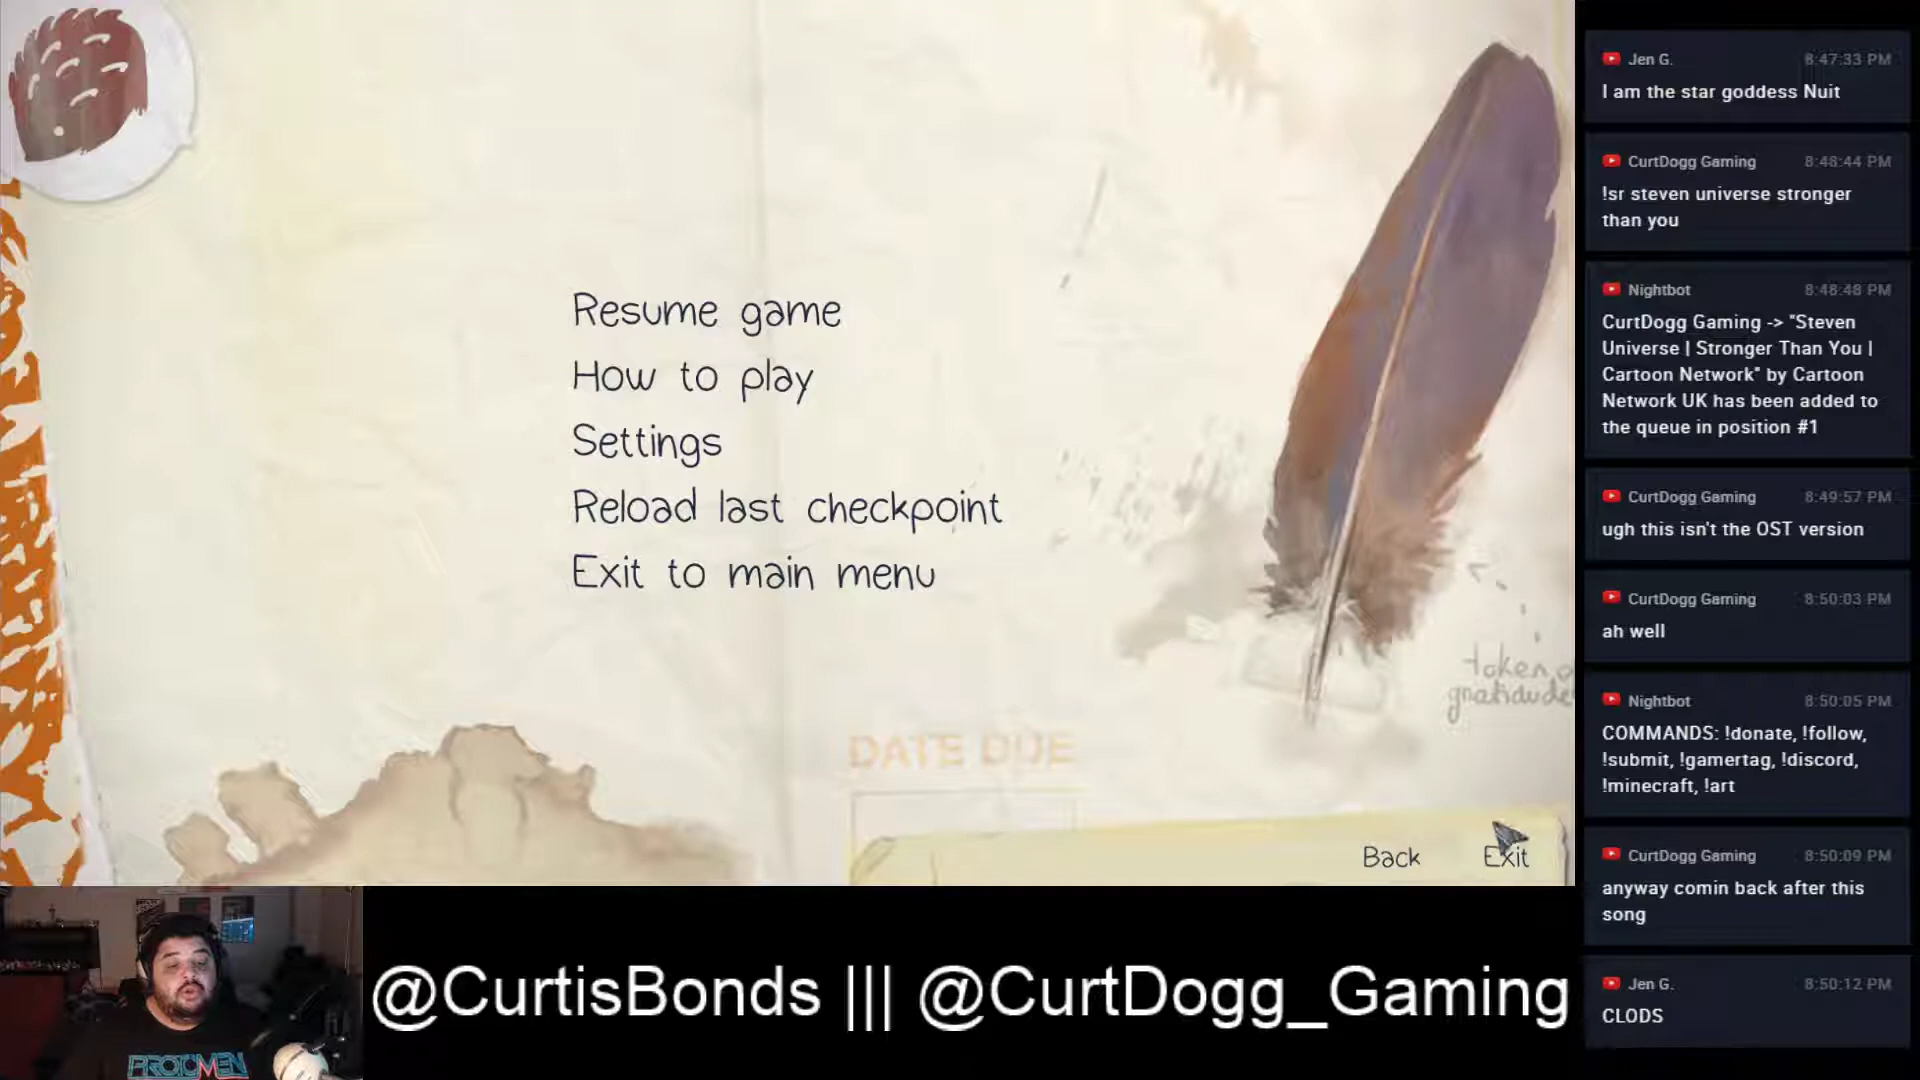 Resume game
How to play
Settings
Reload last checkpoint
Exit to main menu
token o
gratidude
DATE DUE
Back Exit
PROTOMEN
@CurtisBonds ||| @CurtDogg_Gaming
Jen G. 8:47:33 PM
I am the star goddess Nuit
CurtDogg Gaming 8:48:44 PM
!sr steven universe stronger
than you
Nightbot 8:48:48 PM
CurtDogg Gaming -> "Steven
Universe | Stronger Than You |
Cartoon Network" by Cartoon
Network UK has been added to
the queue in position #1
CurtDogg Gaming 8:49:57 PM
ugh this isn't the OST version
CurtDogg Gaming 8:50:03 PM
ah well
Nightbot 8:50:05 PM
COMMANDS: !donate, !follow,
!submit, !gamertag, !discord,
!minecraft, !art
CurtDogg Gaming 8:50:09 PM
anyway comin back after this
song
Jen G. 8:50:12 PM
CLODS